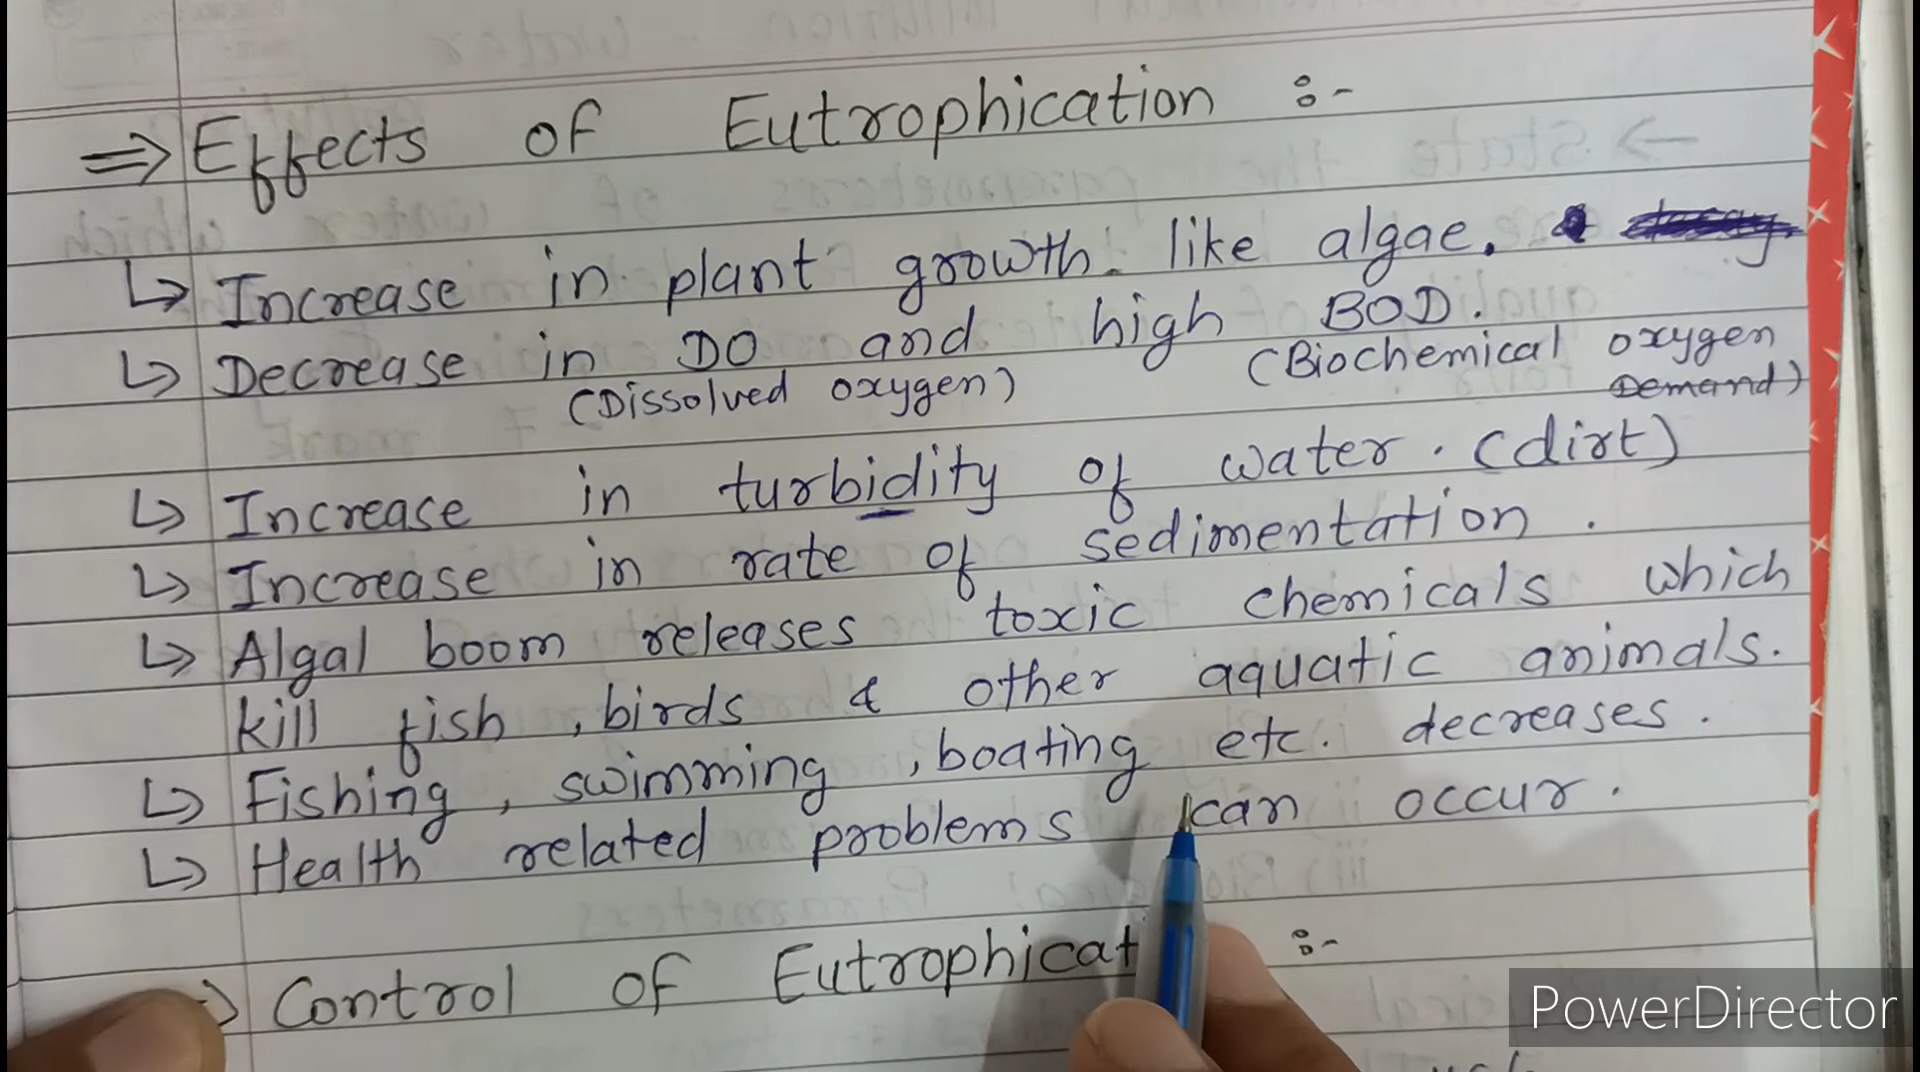 ⇒ Effects of Eutrophication :-
↳ Increase in plant growth like algae.
↳ Decrease in DO and high BOD.
(Dissolved oxygen) (Biochemical oxygen Demand)
↳ Increase in turbidity of water. (dirt)
↳ Increase in rate of sedimentation.
↳ Algal boom releases toxic chemicals which
kill fish, birds & other aquatic animals.
↳ Fishing, swimming, boating etc. decreases.
↳ Health related problems can occur.
⇒ Control of Eutrophicat :-
PowerDirector